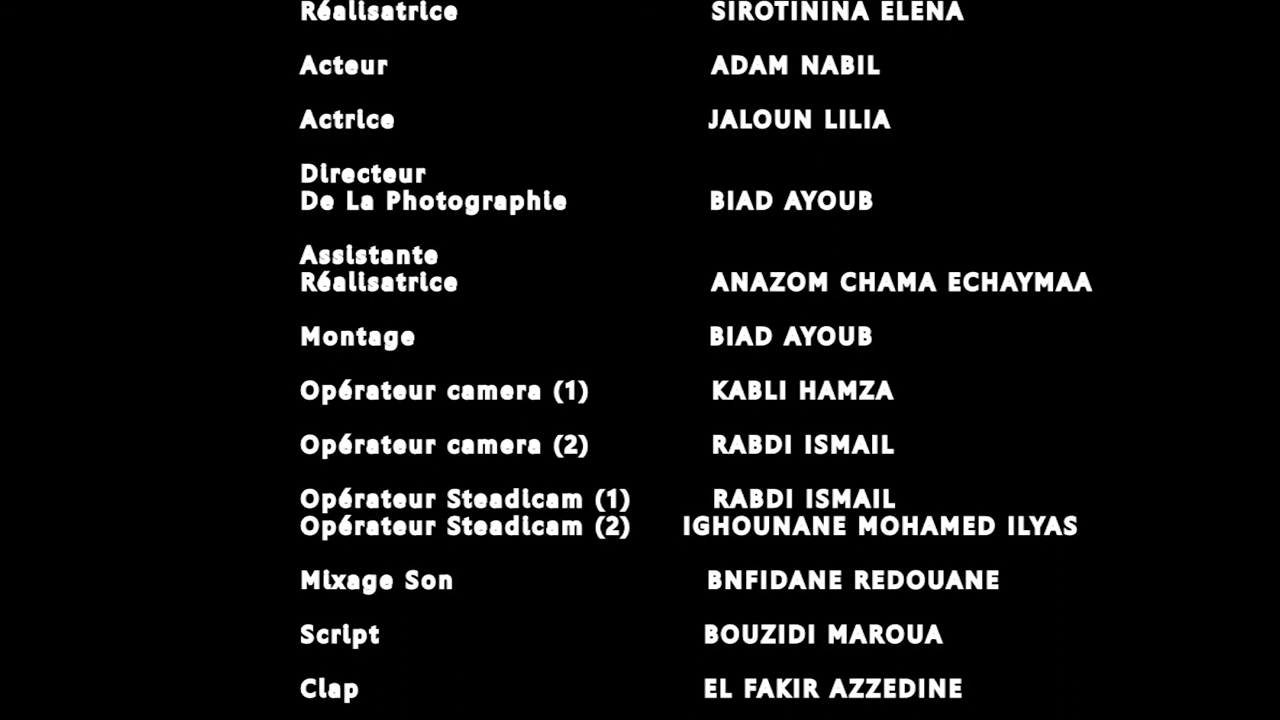 Réalisatrice SIROTININA ELENA
Acteur ADAM NABIL
Actrice JALOUN LILIA
Directeur
De La Photographie BIAD AYOUB
Assistante
Réalisatrice ANAZOM CHAMA ECHAYMAA
Montage BIAD AYOUB
Opérateur camera (1) KABLI HAMZA
Opérateur camera (2) RABDI ISMAIL
Opérateur Steadicam (1) RABDI ISMAIL
Opérateur Steadicam (2) IGHOUNANE MOHAMED ILYAS
Mixage Son BNFIDANE REDOUANE
Script BOUZIDI MAROUA
Clap EL FAKIR AZZEDINE